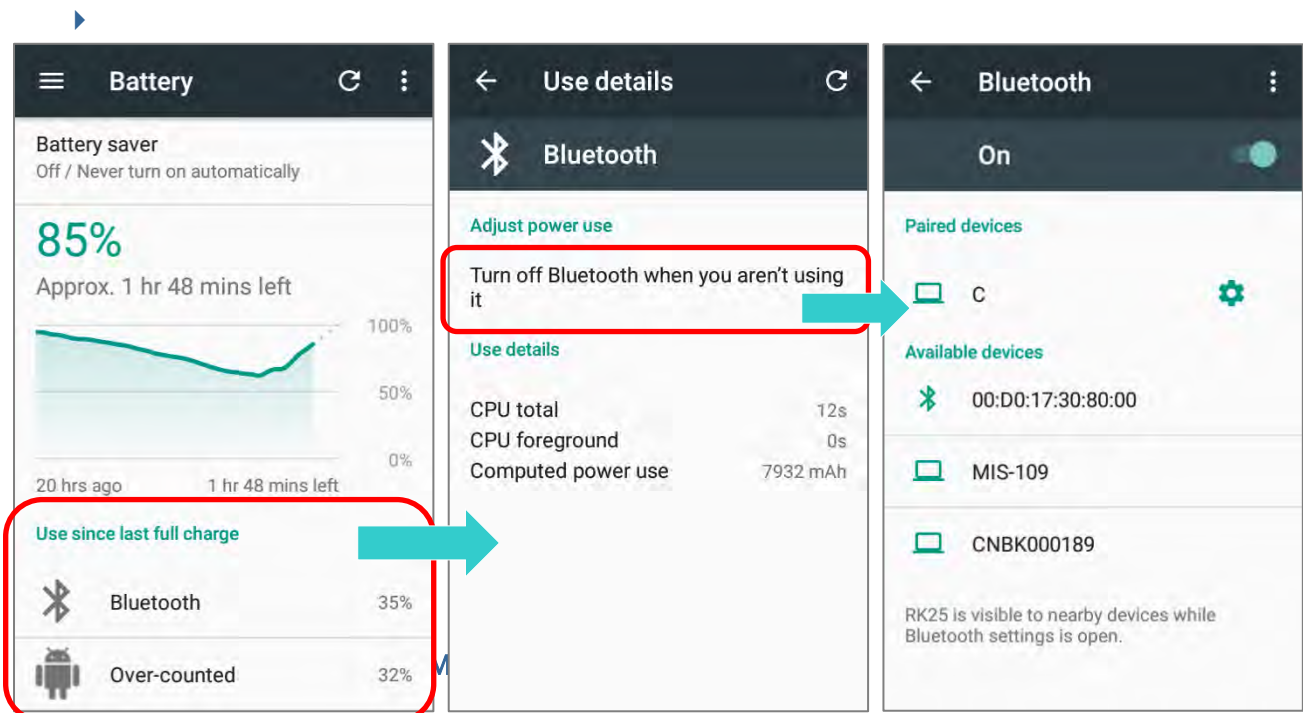 Battery
Battery saver
Off / Never turn on automatically
85%
Approx. 1 hr 48 mins left
100%
50%
0%
20 hrs ago 1 hr 48 mins left
Use since last full charge
Bluetooth 35%
Over-counted 32%
M
Use details
Bluetooth
Adjust power use
Turn off Bluetooth when you aren't using
it
Use details
CPU total 12s
CPU foreground 0s
Computed power use 7932 mAh
Bluetooth
On
Paired devices
C
Available devices
00:D0:17:30:80:00
MIS-109
CNBK000189
RK25 is visible to nearby devices while
Bluetooth settings is open.